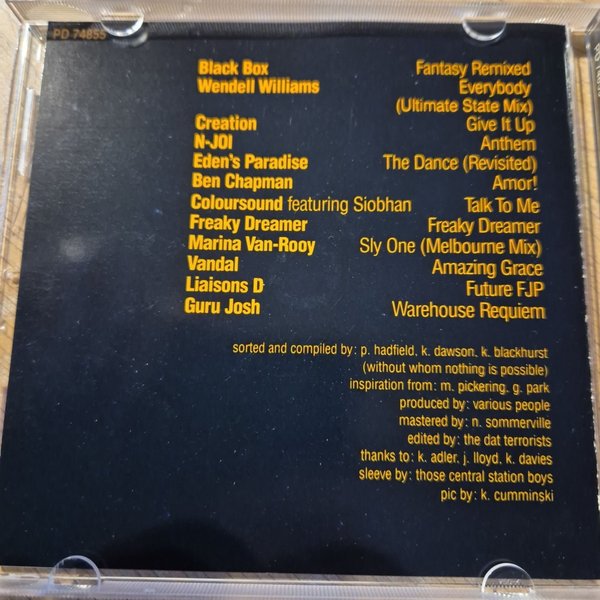 PD 74855
Black Box Fantasy Remixed
Wendell Williams Everybody
(Ultimate State Mix)
Creation Give It Up
N-JOI Anthem
Eden's Paradise The Dance (Revisited)
Ben Chapman Amor!
Coloursound featuring Siobhan Talk To Me
Freaky Dreamer Freaky Dreamer
Marina Van-Rooy Sly One (Melbourne Mix)
Vandal Amazing Grace
Liaisons D Future FJP
Guru Josh Warehouse Requiem
sorted and compiled by: p. hadfield. k. dawson. k. blackhurst
(without whom nothing is possible)
inspiration from: m. pickering. g. park
produced by: various people
mastered by: n. sommerville
edited by: the dat terrorists
thanks to: k. adler. j. lloyd. k. davies
sleeve by: those central station boys
pic by: k. cumminski